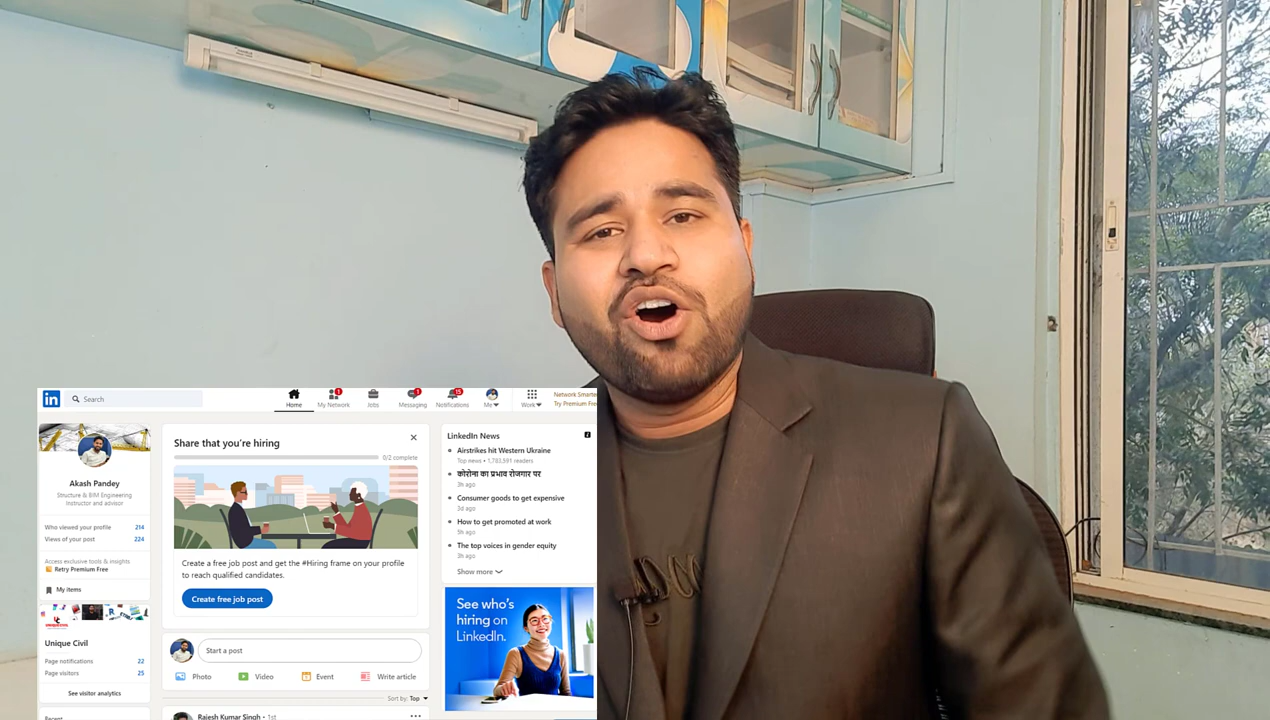 in
Search
Home
My Network
1
Jobs
Messaging
1
Notifications
15
Me
Work
Network Smarte
Try Premium Fre
Akash Pandey
Structure & BIM Engineering
Instructor and advisor
Who viewed your profile 214
Views of your post 224
Access exclusive tools & insights
Retry Premium Free
My items
Unique Civil
Page notifications 22
Page visitors 25
See visitor analytics
Recent
Share that you're hiring
0/2 complete
Create a free job post and get the #Hiring frame on your profile
to reach qualified candidates.
Create free job post
Start a post
Photo
Video
Event
Write article
Sort by: Top
Rajesh Kumar Singh • 1st
LinkedIn News
Airstrikes hit Western Ukraine
Top news • 1,783,591 readers
कोरोना का प्रभाव रोजगार पर
3h ago
Consumer goods to get expensive
3d ago
How to get promoted at work
5h ago
The top voices in gender equity
3h ago
Show more
See who's
hiring on
LinkedIn.